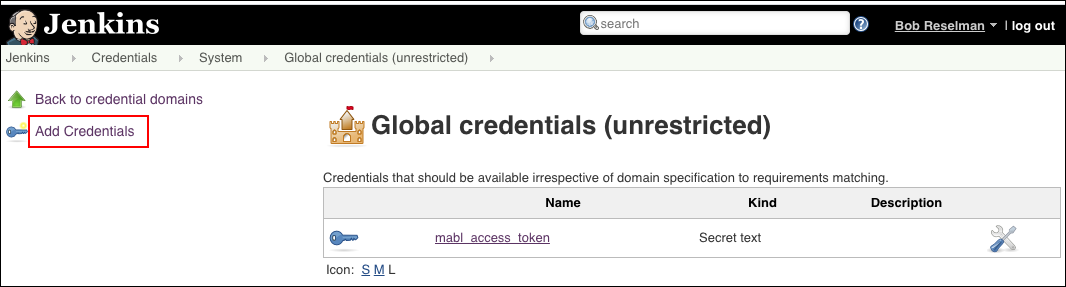 Jenkins
search
Bob Reselman | log out
Jenkins Credentials System Global credentials (unrestricted)
Back to credential domains
Add Credentials
Global credentials (unrestricted)
Credentials that should be available irrespective of domain specification to requirements matching.
Name Kind Description
mabl_access_token Secret text
Icon: S M L